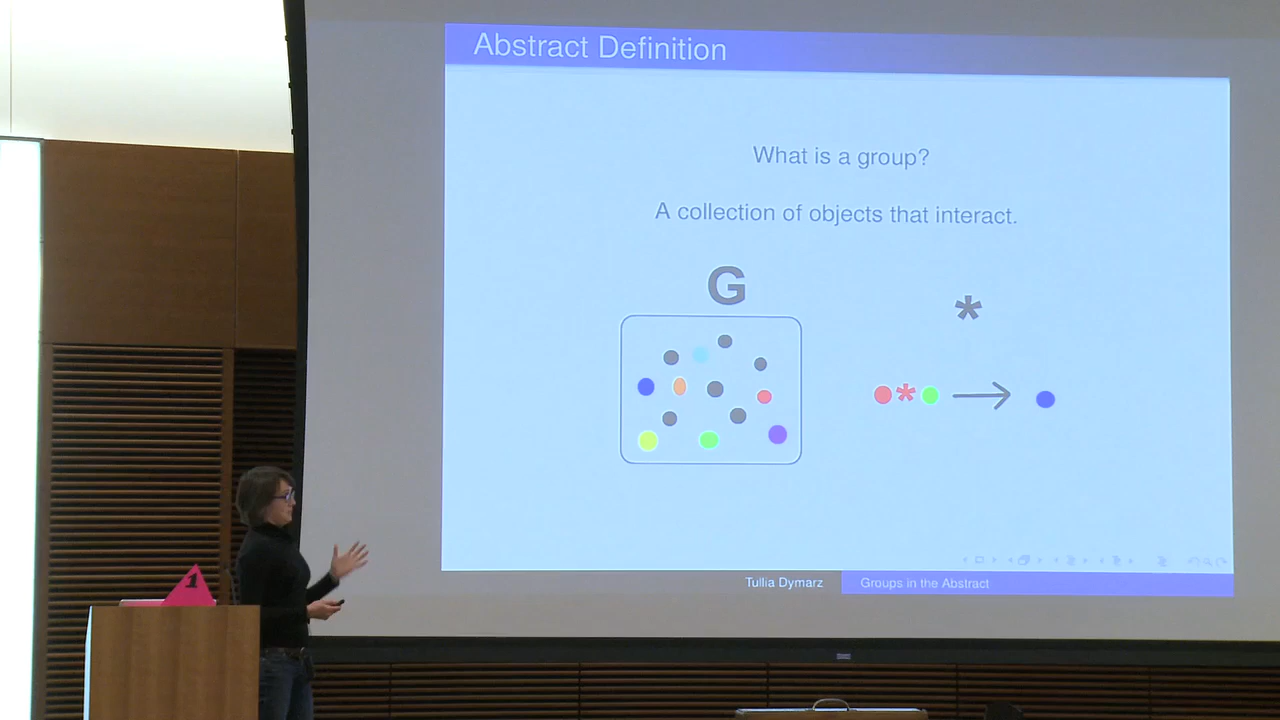 Abstract Definition
What is a group?
A collection of objects that interact.
G
*
*
1
Tullia Dymarz
Groups in the Abstract